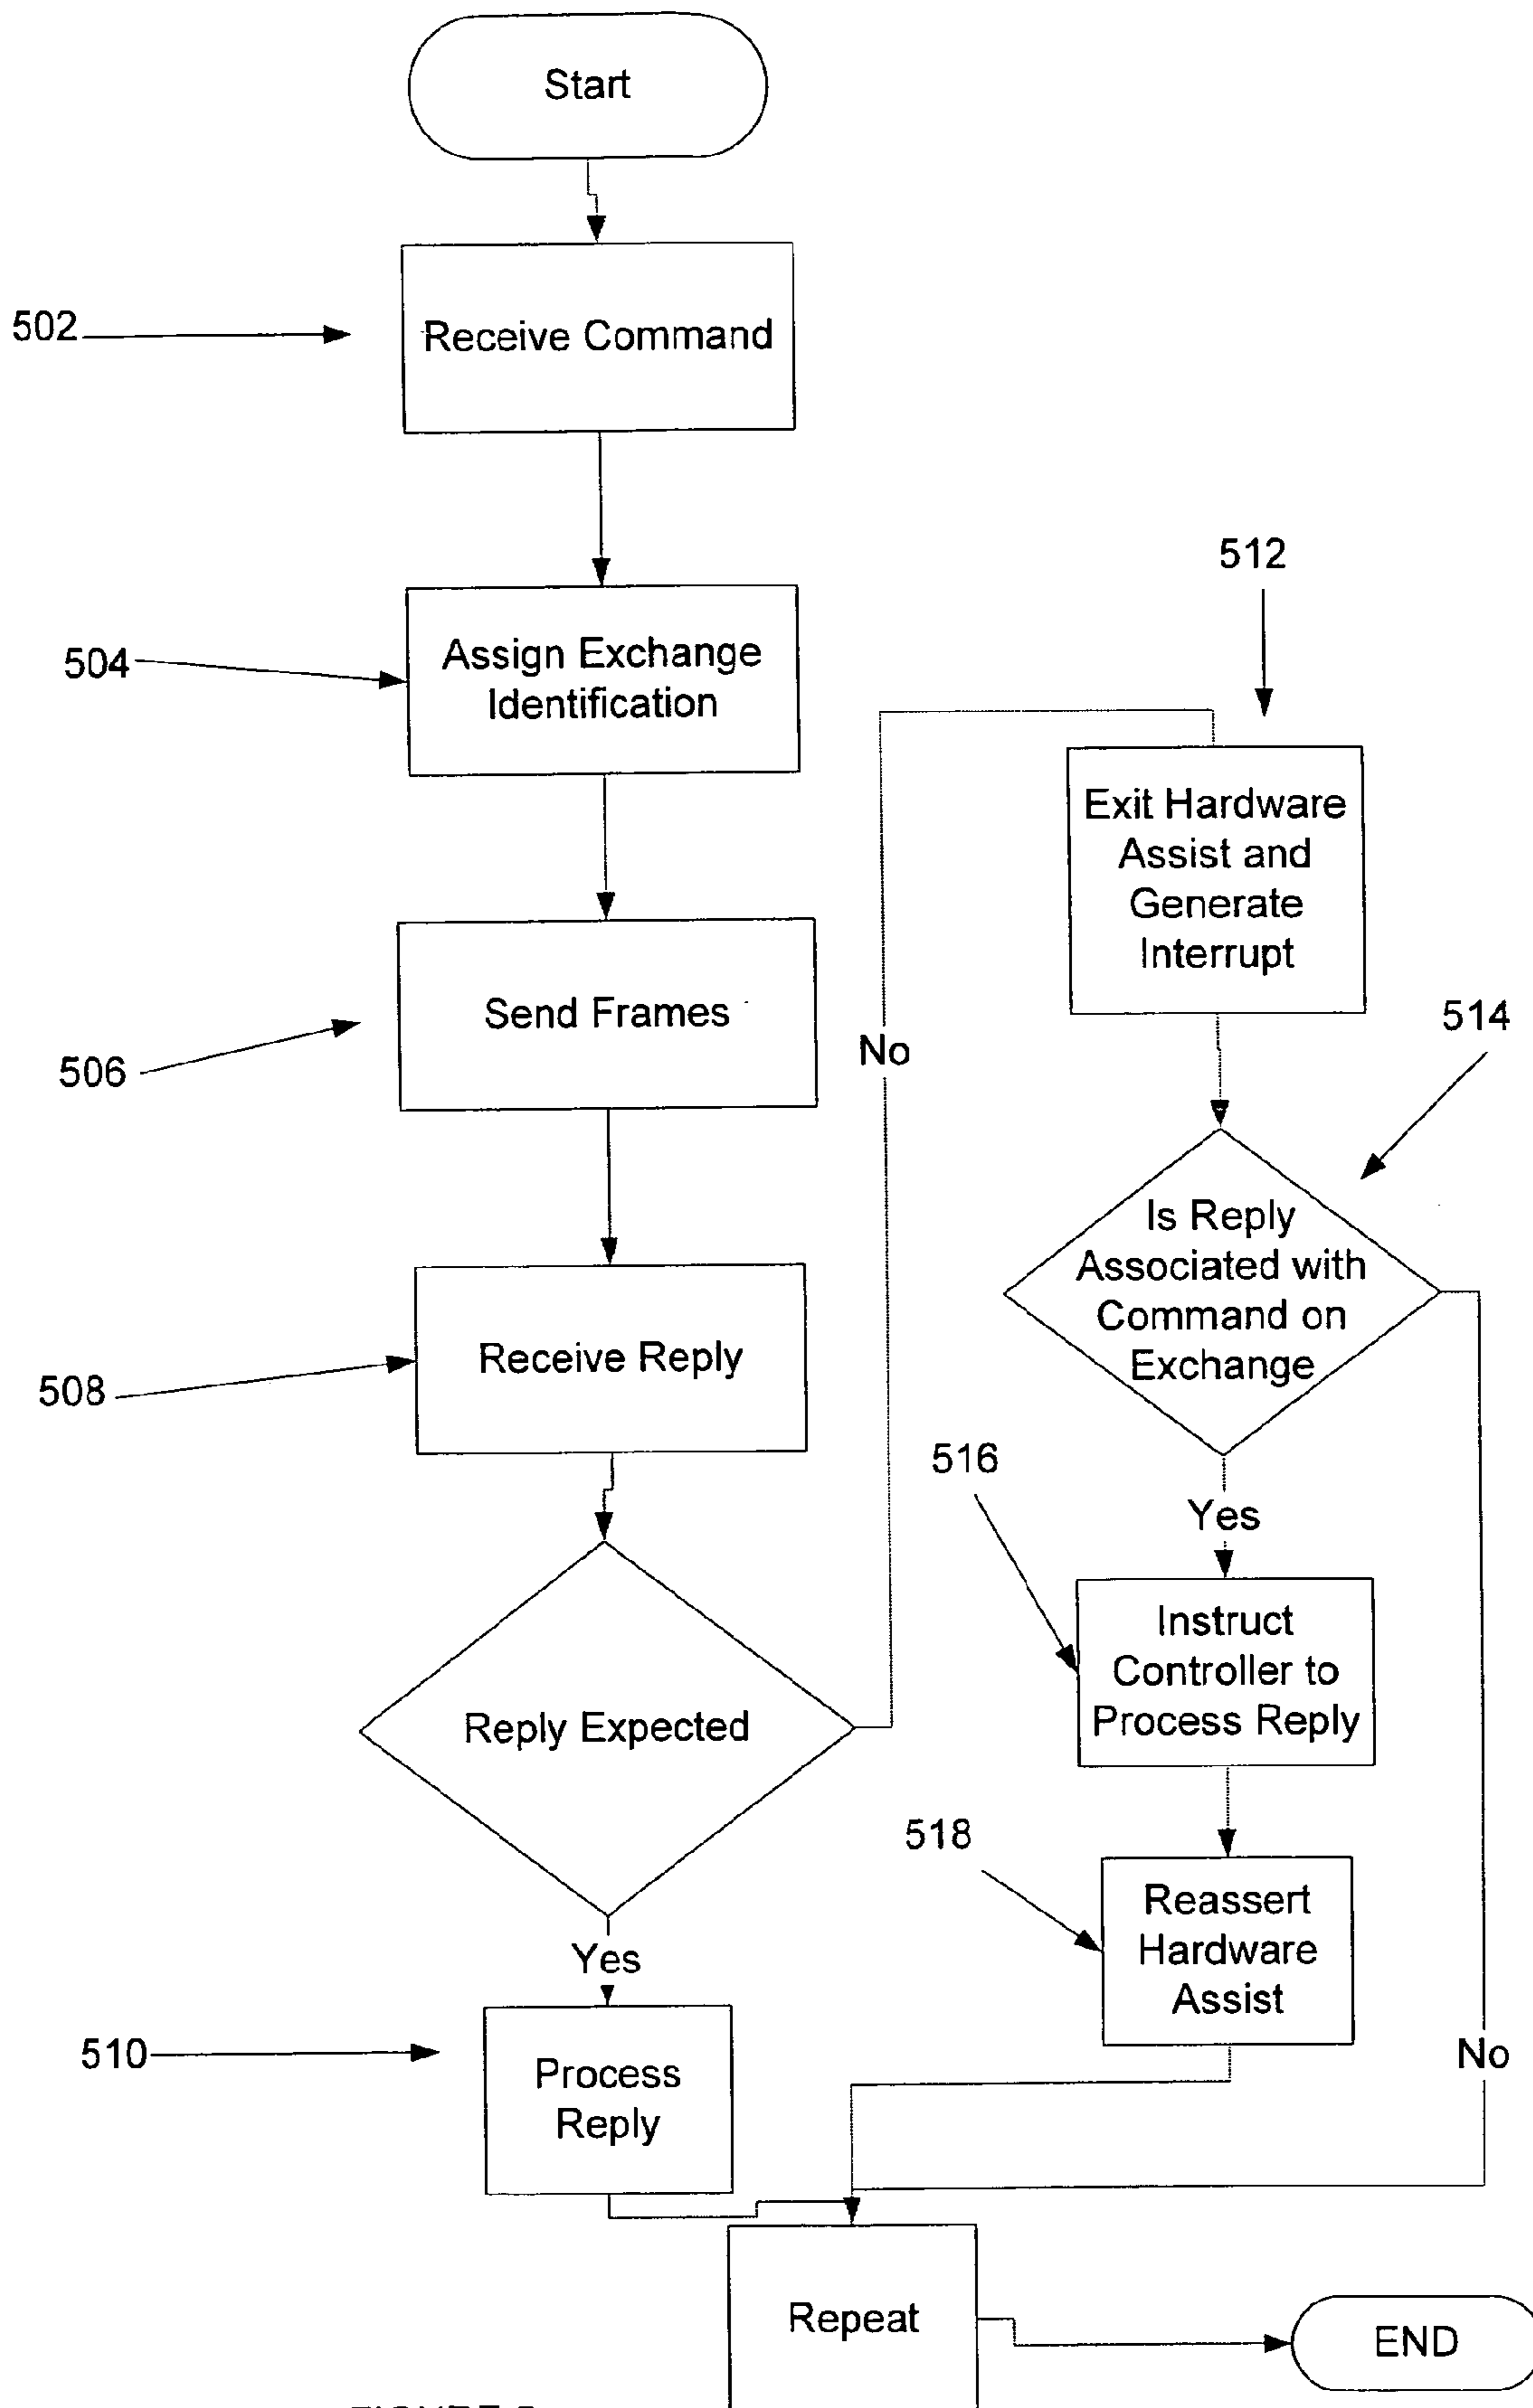 Start
502
Receive Command
504
Assign Exchange
Identification
506
Send Frames
508
Receive Reply
Reply Expected
No
Yes
510
Process
Reply
512
Exit Hardware
Assist and
Generate
Interrupt
514
Is Reply
Associated with
Command on
Exchange
Yes
No
516
Instruct
Controller to
Process Reply
518
Reassert
Hardware
Assist
Repeat
END